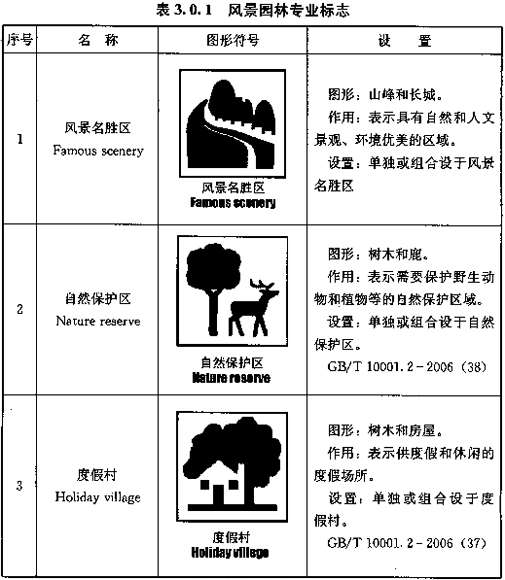 表 3.0.1 风景园林专业标志
序号 名 称 图形符号 设 置
1
风景名胜区
Famous scenery
风景名胜区
Famous scenery
图形：山峰和长城。
作用：表示具有自然和人文
景观、环境优美的区域。
设置：单独或组合设于风景
名胜区
2
自然保护区
Nature reserve
自然保护区
Nature reserve
图形：树木和鹿。
作用：表示需要保护野生动
物和植物等的自然保护区域。
设置：单独或组合设于自然
保护区。
GB/T 10001.2－2006（38）
3
度假村
Holiday village
度假村
Holiday village
图形：树木和房屋。
作用：表示供度假和休闲的
度假场所。
设置：单独或组合设于度
假村。
GB/T 10001.2－2006（37）